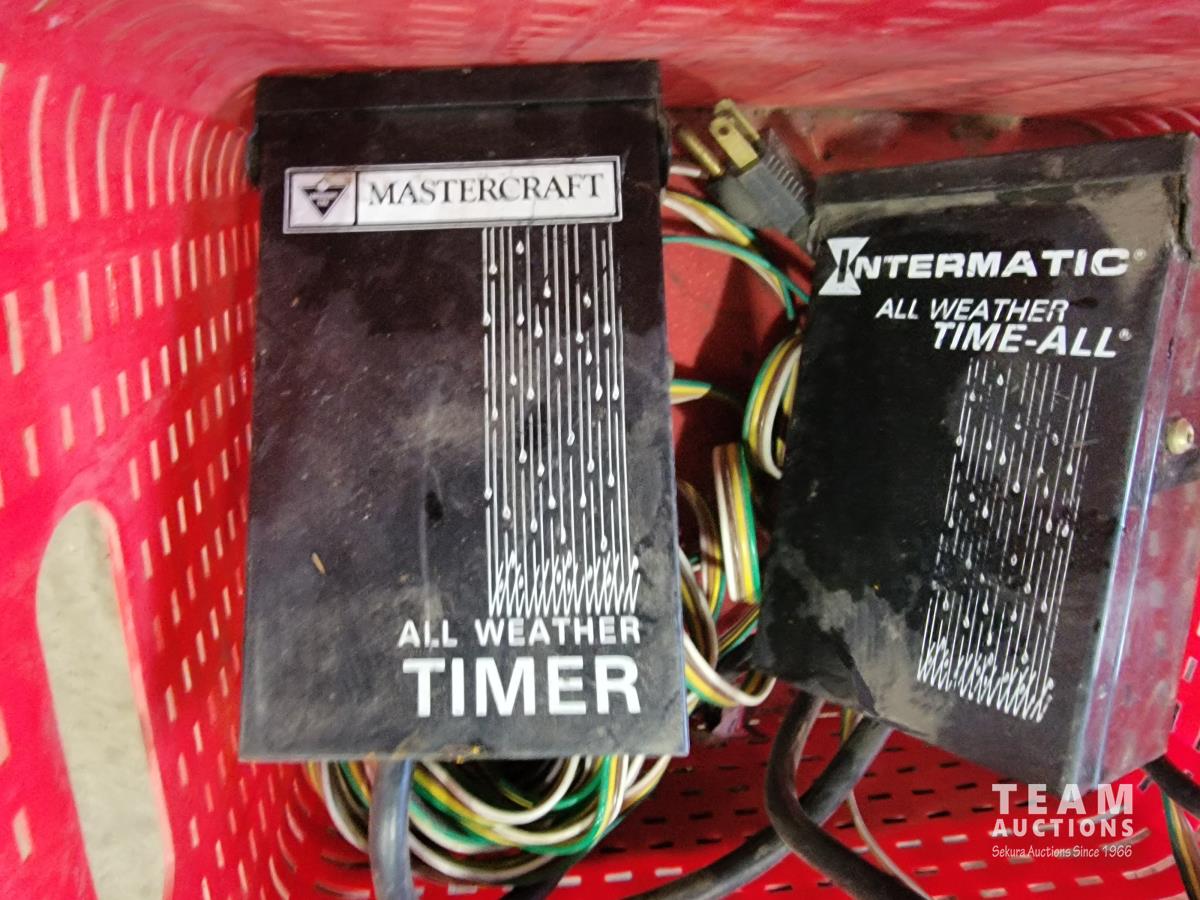 MASTERCRAFT
ALL WEATHER
TIMER
INTERMATIC®
ALL WEATHER
TIME-ALL®
TEAM
AUCTIONS
Sekura Auctions Since 1966